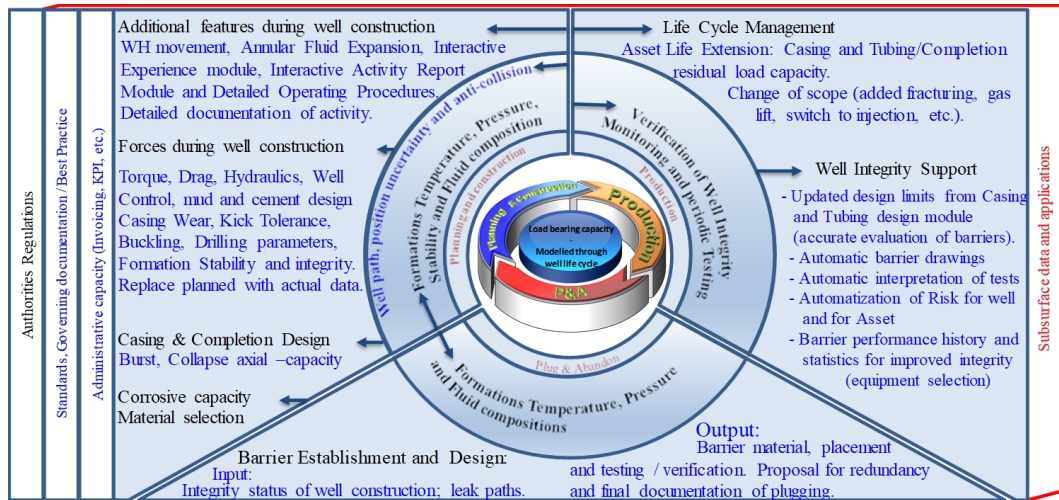 Authorities Regulations
Standards, Governing documentation / Best Practice
Administrative capacity (Invoicing, KPI, etc.)
Additional features during well construction
WH movement, Annular Fluid Expansion, Interactive
Experience module, Interactive Activity Report
Module and Detailed Operating Procedures.
Detailed documentation of activity.
Forces during well construction
Torque, Drag, Hydraulics, Well
Control, mud and cement design
Casing Wear, Kick Tolerance,
Buckling, Drilling parameters,
Formation Stability and integrity.
Replace planned with actual data.
Casing & Completion Design
Burst, Collapse axial –capacity
Corrosive capacity
Material selection
Well path, position uncertainty and anti-collision
Formations Temperature, Pressure,
Stability and Fluid composition
Planning and construction
Planning & Construction
Production
P&A
Load bearing capacity
-
Modelled through
well life cycle
Production
Verification of Well Integrity
Monitoring and periodic Testing
Plug & Abandon
Formations Temperature, Pressure
and Fluid compositions
Life Cycle Management
Asset Life Extension: Casing and Tubing/Completion
residual load capacity.
Change of scope (added fracturing, gas
lift, switch to injection, etc.).
Well Integrity Support
- Updated design limits from Casing
and Tubing design module
(accurate evaluation of barriers).
- Automatic barrier drawings
- Automatic interpretation of tests
- Automatization of Risk for well
and for Asset
- Barrier performance history and
statistics for improved integrity
(equipment selection)
Subsurface data and applications
Barrier Establishment and Design:
Input:
Integrity status of well construction; leak paths.
Output:
Barrier material, placement
and testing / verification. Proposal for redundancy
and final documentation of plugging.